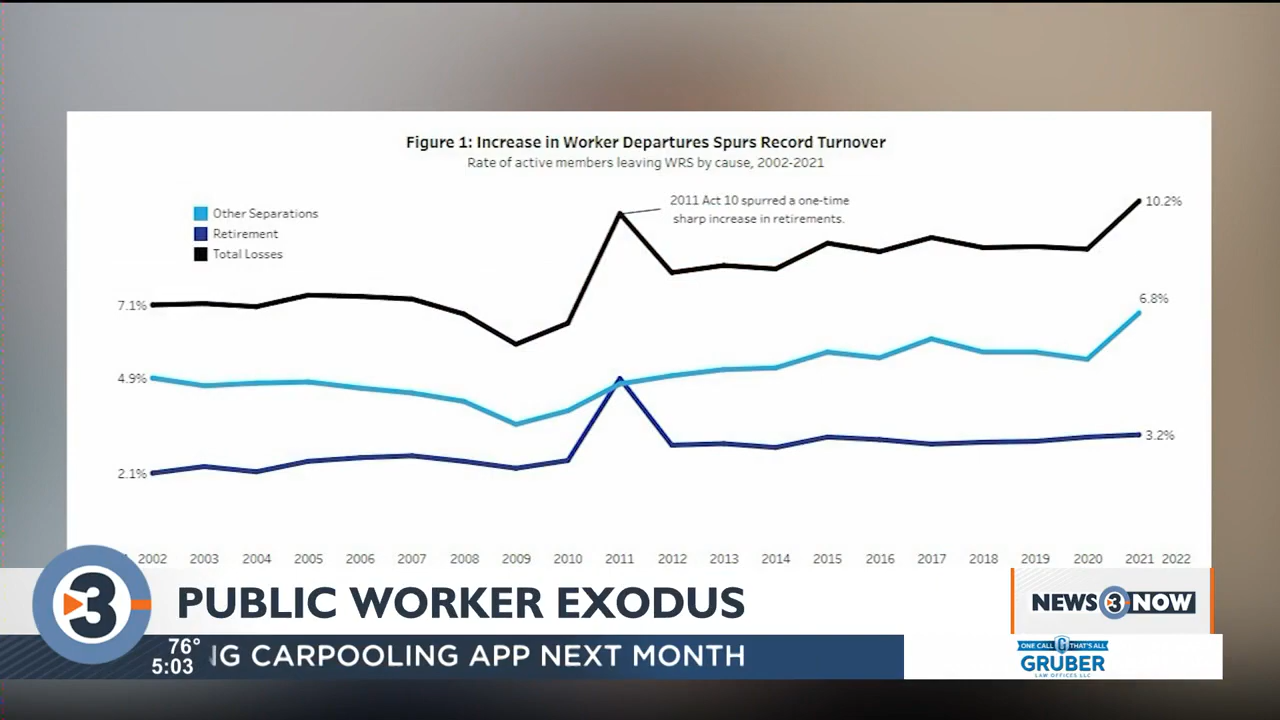 Figure 1: Increase in Worker Departures Spurs Record Turnover
Rate of active members leaving WRS by cause, 2002-2021
2011 Act 10 spurred a one-time
sharp increase in retirements.
10.2%
Other Separations
Retirement
Total Losses
7.1%
6.8%
4.9%
3.2%
2.1%
2002 2003 2004 2005 2006 2007 2008 2009 2010 2011 2012 2013 2014 2015 2016 2017 2018 2019 2020 2021 2022
3
PUBLIC WORKER EXODUS
NEWS 3 NOW
76°
5:03
NG CARPOOLING APP NEXT MONTH
ONE CALL G THAT'S ALL
GRUBER
LAW OFFICES LLC